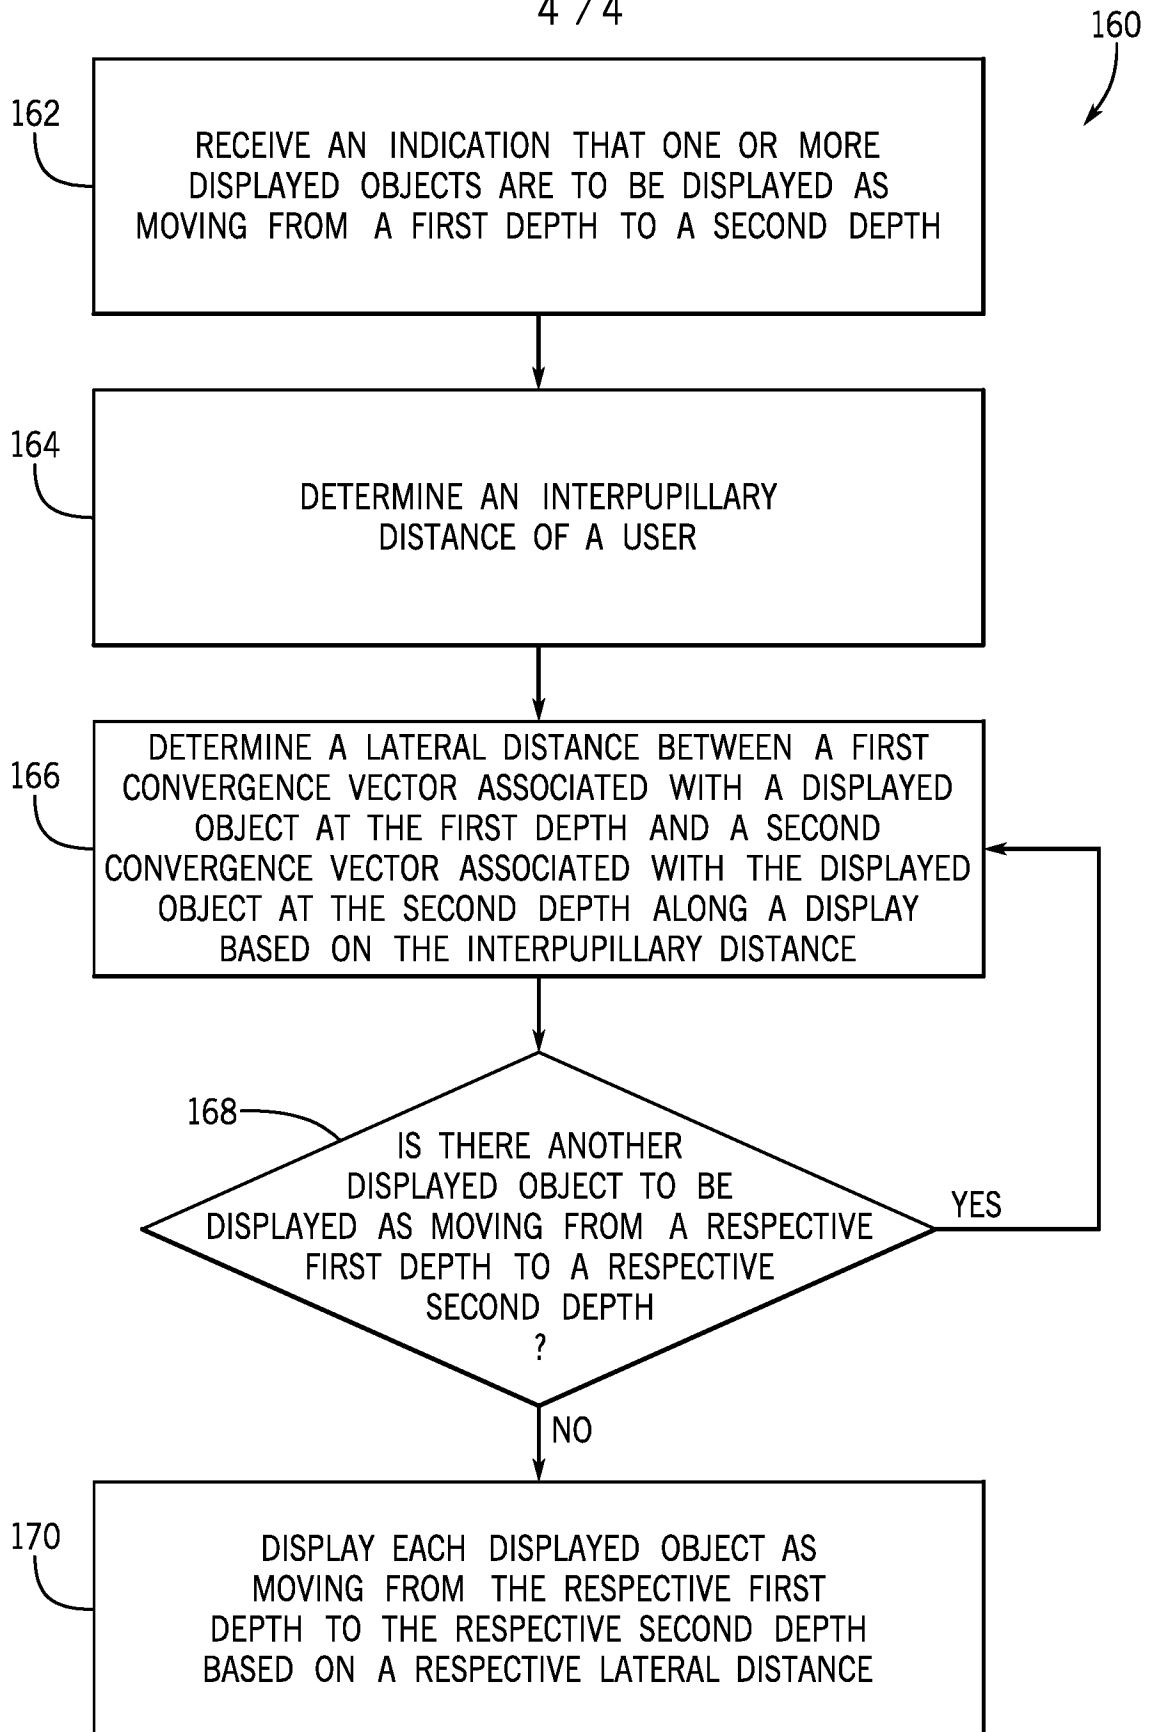 4 / 4
160
162
RECEIVE AN INDICATION THAT ONE OR MORE
DISPLAYED OBJECTS ARE TO BE DISPLAYED AS
MOVING FROM A FIRST DEPTH TO A SECOND DEPTH
164
DETERMINE AN INTERPUPILLARY
DISTANCE OF A USER
166
DETERMINE A LATERAL DISTANCE BETWEEN A FIRST
CONVERGENCE VECTOR ASSOCIATED WITH A DISPLAYED
OBJECT AT THE FIRST DEPTH AND A SECOND
CONVERGENCE VECTOR ASSOCIATED WITH THE DISPLAYED
OBJECT AT THE SECOND DEPTH ALONG A DISPLAY
BASED ON THE INTERPUPILLARY DISTANCE
168
IS THERE ANOTHER
DISPLAYED OBJECT TO BE
DISPLAYED AS MOVING FROM A RESPECTIVE
FIRST DEPTH TO A RESPECTIVE
SECOND DEPTH
?
YES
NO
170
DISPLAY EACH DISPLAYED OBJECT AS
MOVING FROM THE RESPECTIVE FIRST
DEPTH TO THE RESPECTIVE SECOND DEPTH
BASED ON A RESPECTIVE LATERAL DISTANCE